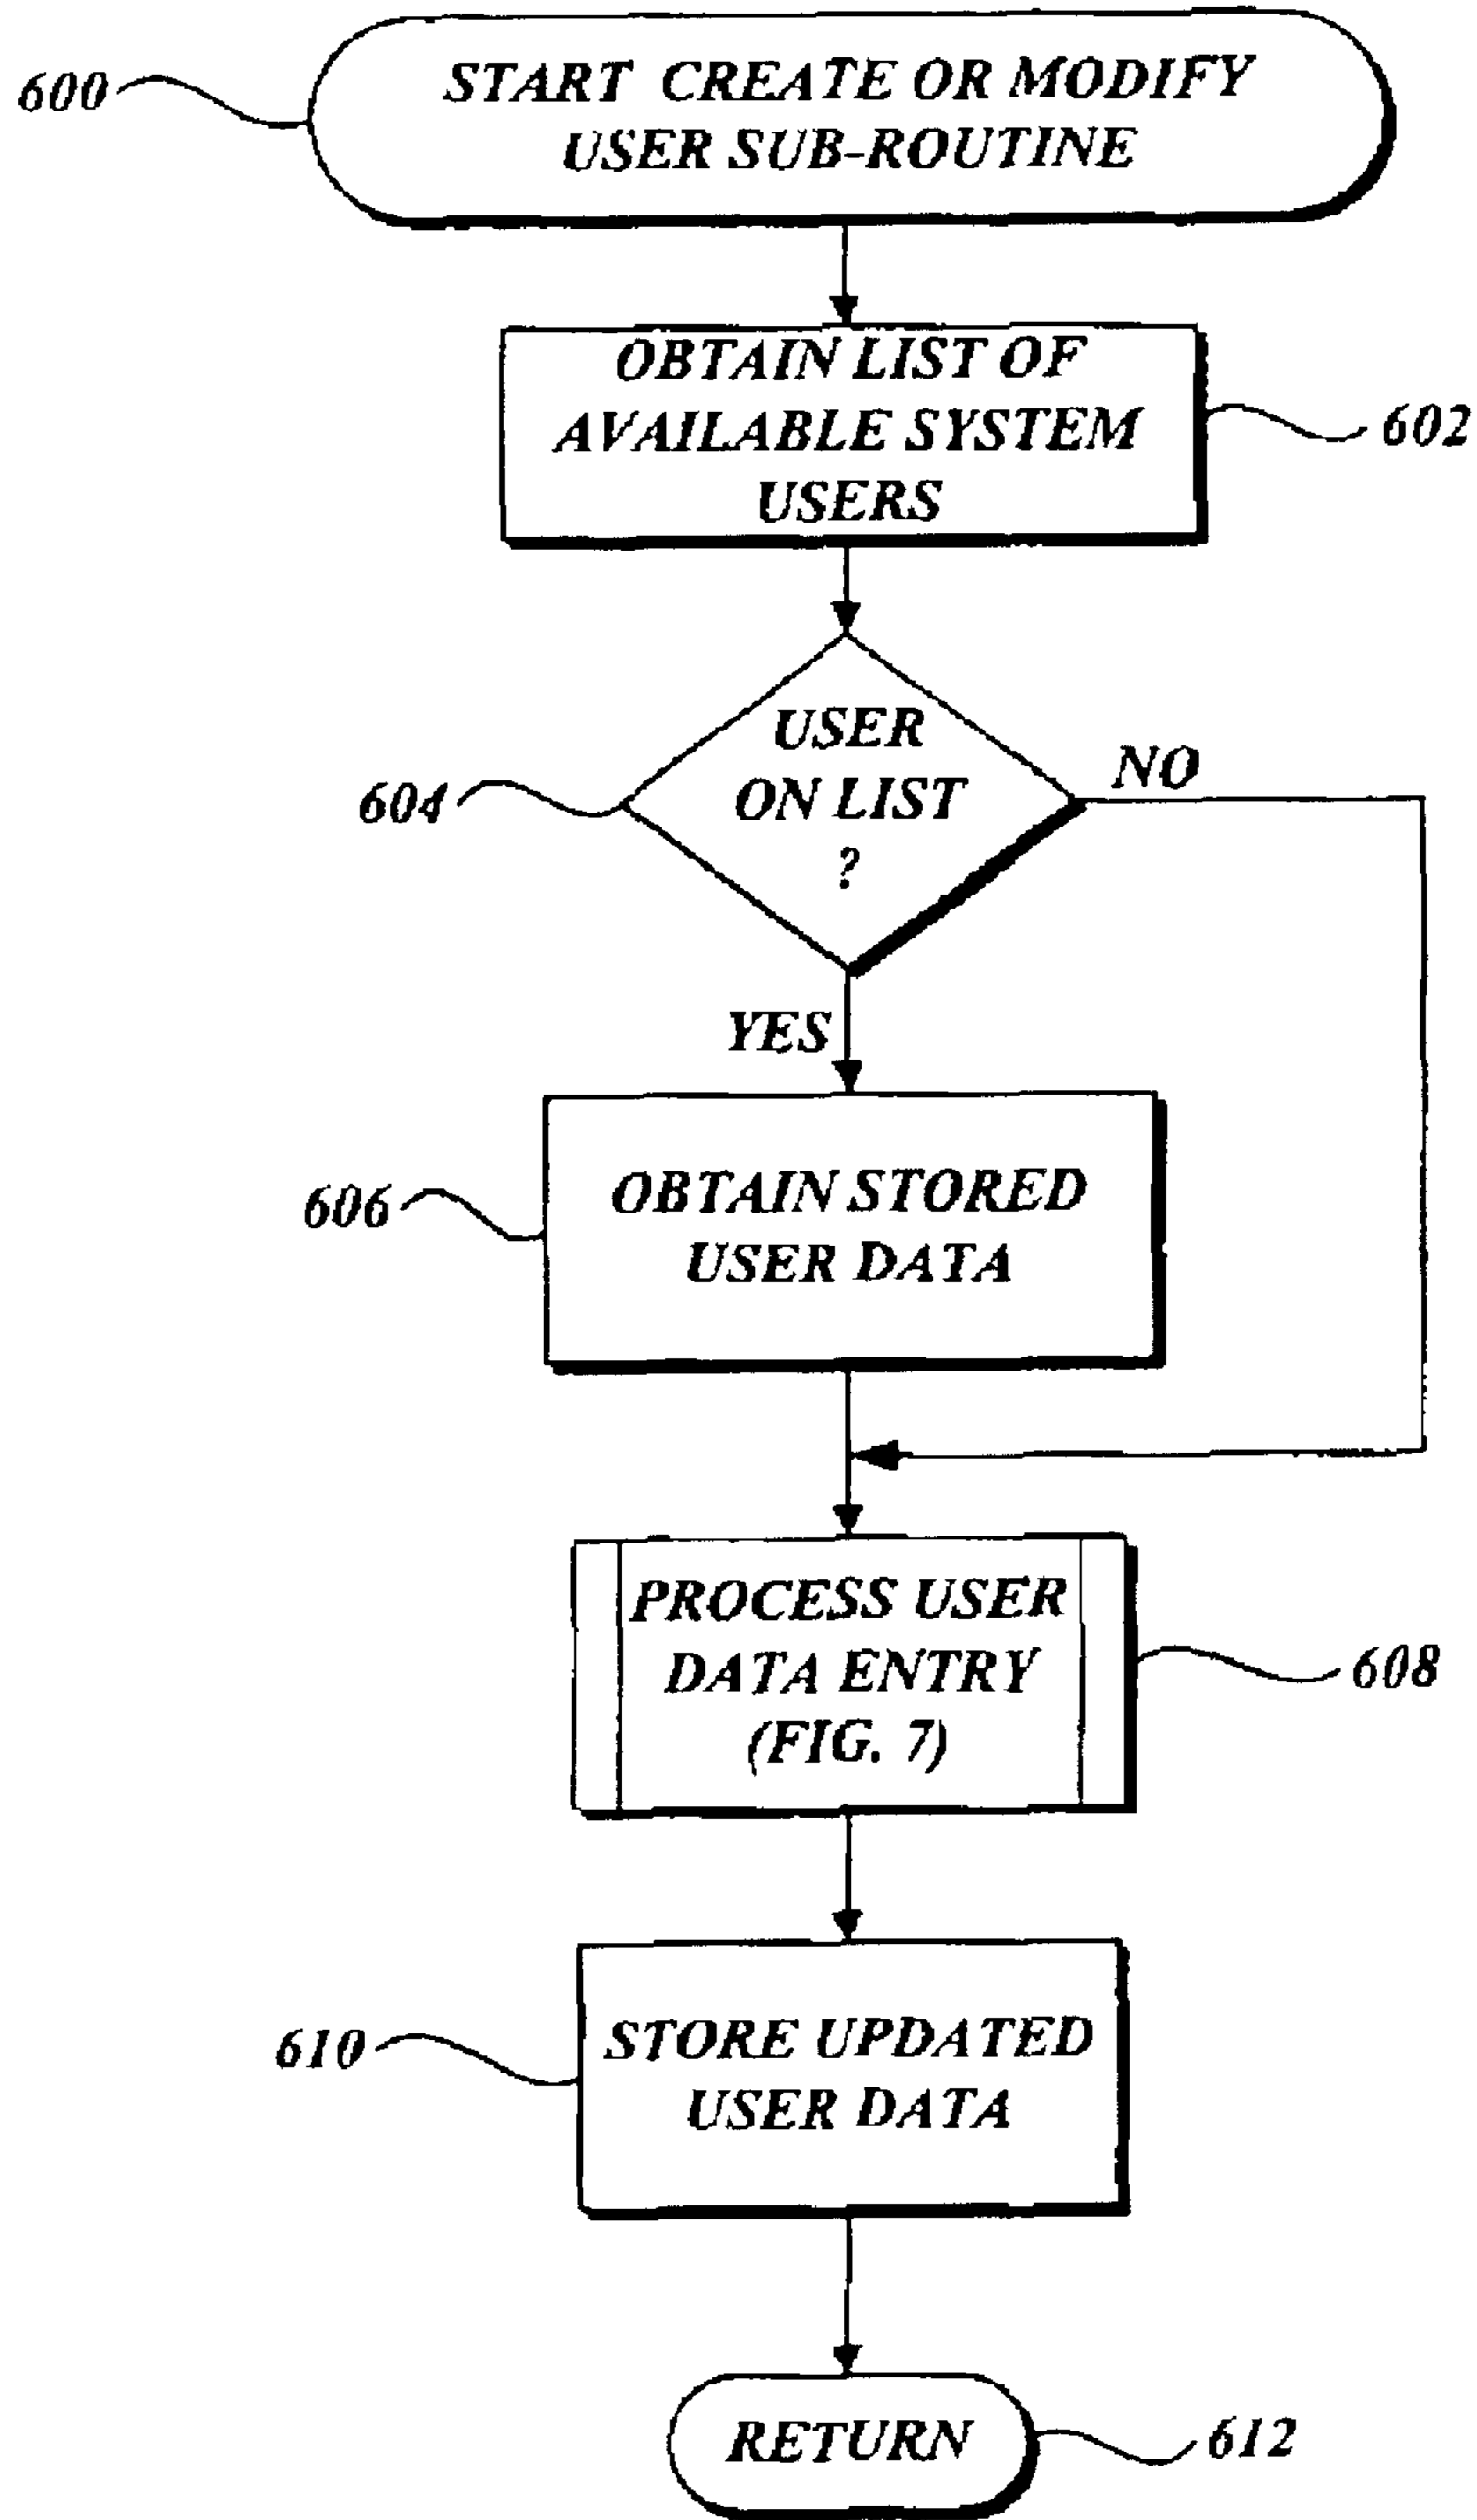 600
START CREATE OR MODIFY
USER SUB-ROUTINE
OBTAIN LIST OF
AVAILABLE SYSTEM
USERS
602
USER
ON LIST
?
604
NO
YES
OBTAIN STORED
USER DATA
606
PROCESS USER
DATA ENTRY
(FIG. 7)
608
STORE UPDATED
USER DATA
610
RETURN
612